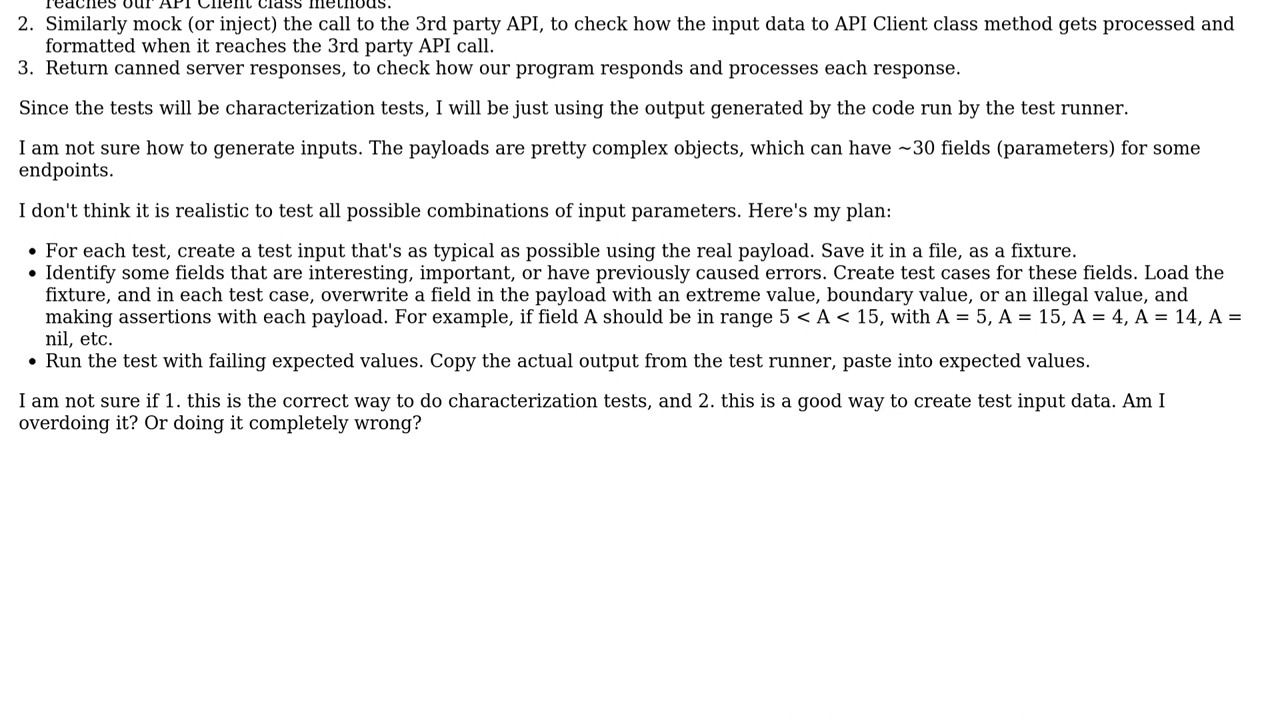 reaches our API Client class methods.
2. Similarly mock (or inject) the call to the 3rd party API, to check how the input data to API Client class method gets processed and
formatted when it reaches the 3rd party API call.
3. Return canned server responses, to check how our program responds and processes each response.
Since the tests will be characterization tests, I will be just using the output generated by the code run by the test runner.
I am not sure how to generate inputs. The payloads are pretty complex objects, which can have ~30 fields (parameters) for some
endpoints.
I don't think it is realistic to test all possible combinations of input parameters. Here's my plan:
• For each test, create a test input that's as typical as possible using the real payload. Save it in a file, as a fixture.
• Identify some fields that are interesting, important, or have previously caused errors. Create test cases for these fields. Load the
fixture, and in each test case, overwrite a field in the payload with an extreme value, boundary value, or an illegal value, and
making assertions with each payload. For example, if field A should be in range 5 < A < 15, with A = 5, A = 15, A = 4, A = 14, A =
nil, etc.
• Run the test with failing expected values. Copy the actual output from the test runner, paste into expected values.
I am not sure if 1. this is the correct way to do characterization tests, and 2. this is a good way to create test input data. Am I
overdoing it? Or doing it completely wrong?